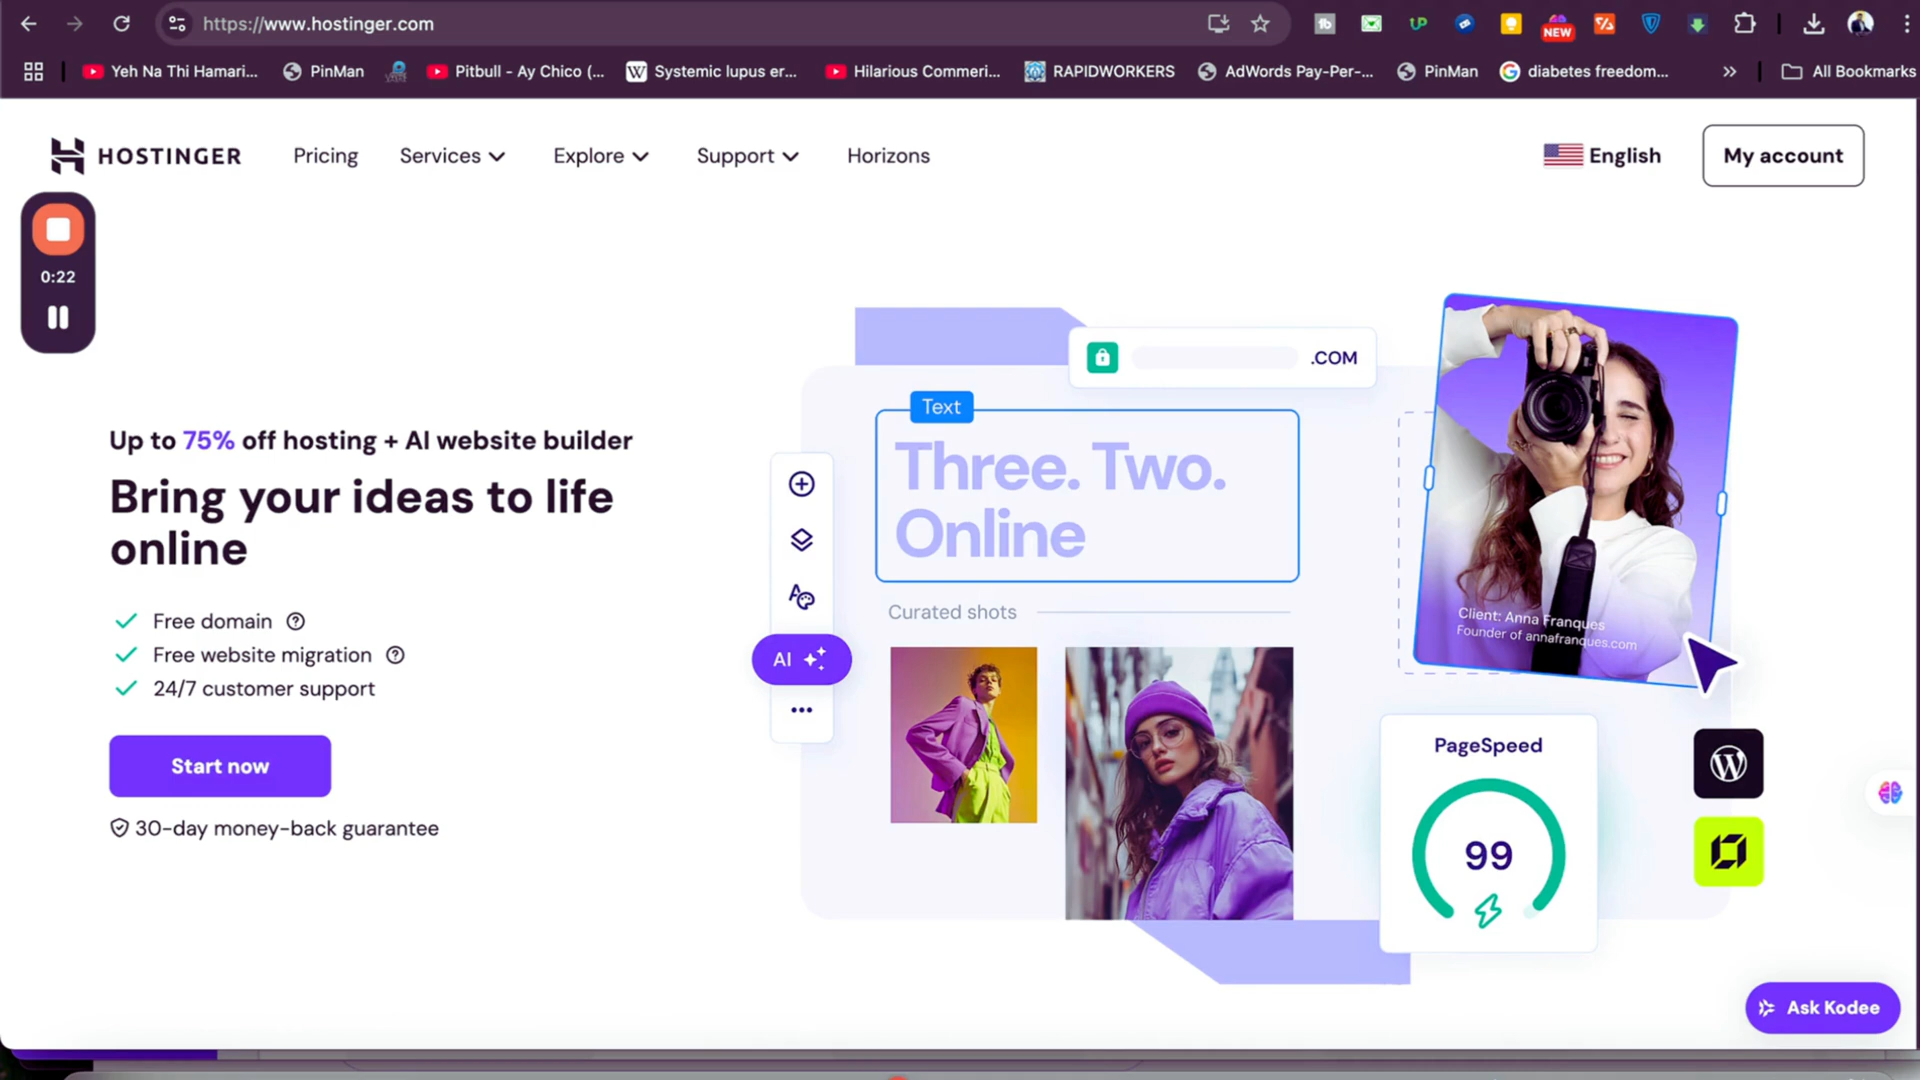 https://www.hostinger.com
NEW
Yeh Na Thi Hamari...
PinMan
Pitbull - Ay Chico (...
Systemic lupus er...
Hilarious Commeri...
RAPIDWORKERS
AdWords Pay-Per-...
PinMan
diabetes freedom...
All Bookmarks
HOSTINGER
Pricing
Services
Explore
Support
Horizons
English
My account
0:22
Up to 75% off hosting + AI website builder
Bring your ideas to life
online
Free domain
Free website migration
24/7 customer support
Start now
30-day money-back guarantee
.COM
Text
Three. Two.
Online
Curated shots
AI
Client: Anna Franques
Founder of annafranques.com
PageSpeed
99
Ask Kodee